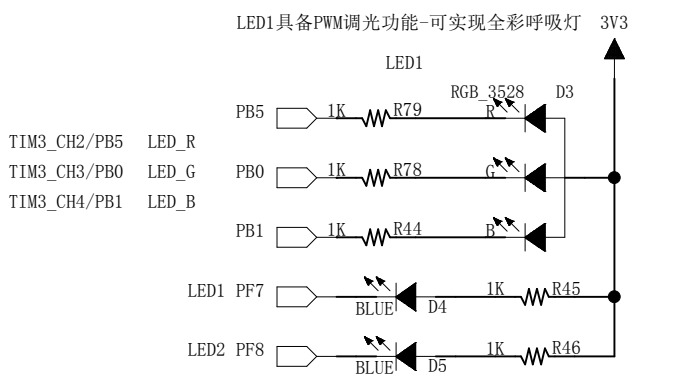 LED1具备PWM调光功能-可实现全彩呼吸灯 3V3
LED1
RGB_3528 D3
PB5 1K R79 R
TIM3_CH2/PB5 LED_R
TIM3_CH3/PB0 LED_G
PB0 1K R78 G
TIM3_CH4/PB1 LED_B
PB1 1K R44 B
LED1 PF7 BLUE D4 1K R45
LED2 PF8 BLUE D5 1K R46